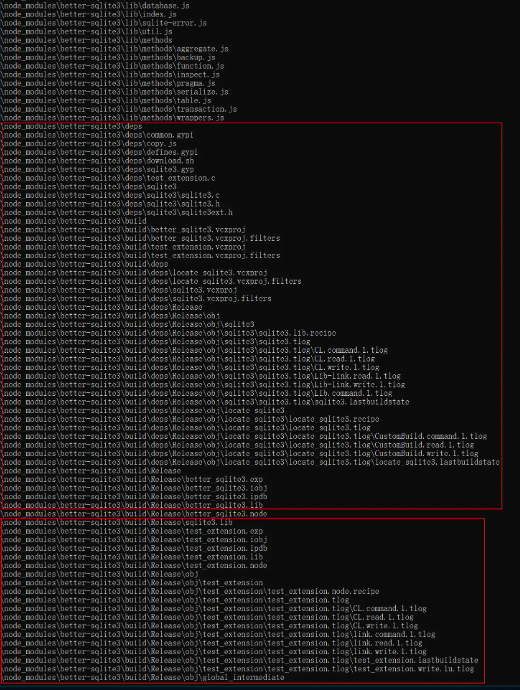 \node_modules\better-sqlite3\lib\database.js
\node_modules\better-sqlite3\lib\index.js
\node_modules\better-sqlite3\lib\sqlite-error.js
\node_modules\better-sqlite3\lib\util.js
\node_modules\better-sqlite3\lib\methods
\node_modules\better-sqlite3\lib\methods\aggregate.js
\node_modules\better-sqlite3\lib\methods\backup.js
\node_modules\better-sqlite3\lib\methods\function.js
\node_modules\better-sqlite3\lib\methods\inspect.js
\node_modules\better-sqlite3\lib\methods\pragma.js
\node_modules\better-sqlite3\lib\methods\serialize.js
\node_modules\better-sqlite3\lib\methods\table.js
\node_modules\better-sqlite3\lib\methods\transaction.js
\node_modules\better-sqlite3\lib\methods\wrappers.js
\node_modules\better-sqlite3\deps
\node_modules\better-sqlite3\deps\common.gypi
\node_modules\better-sqlite3\deps\copy.js
\node_modules\better-sqlite3\deps\defines.gypi
\node_modules\better-sqlite3\deps\download.sh
\node_modules\better-sqlite3\deps\sqlite3.gyp
\node_modules\better-sqlite3\deps\test_extension.c
\node_modules\better-sqlite3\deps\sqlite3
\node_modules\better-sqlite3\deps\sqlite3\sqlite3.c
\node_modules\better-sqlite3\deps\sqlite3\sqlite3.h
\node_modules\better-sqlite3\deps\sqlite3\sqlite3ext.h
\node_modules\better-sqlite3\build
\node_modules\better-sqlite3\build\better_sqlite3.vcxproj
\node_modules\better-sqlite3\build\better_sqlite3.vcxproj.filters
\node_modules\better-sqlite3\build\test_extension.vcxproj
\node_modules\better-sqlite3\build\test_extension.vcxproj.filters
\node_modules\better-sqlite3\build\deps
\node_modules\better-sqlite3\build\deps\locate_sqlite3.vcxproj
\node_modules\better-sqlite3\build\deps\locate_sqlite3.vcxproj.filters
\node_modules\better-sqlite3\build\deps\sqlite3.vcxproj
\node_modules\better-sqlite3\build\deps\sqlite3.vcxproj.filters
\node_modules\better-sqlite3\build\deps\Release
\node_modules\better-sqlite3\build\deps\Release\obj
\node_modules\better-sqlite3\build\deps\Release\obj\sqlite3
\node_modules\better-sqlite3\build\deps\Release\obj\sqlite3\sqlite3.lib.recipe
\node_modules\better-sqlite3\build\deps\Release\obj\sqlite3\sqlite3.tlog
\node_modules\better-sqlite3\build\deps\Release\obj\sqlite3\sqlite3.tlog\CL.command.1.tlog
\node_modules\better-sqlite3\build\deps\Release\obj\sqlite3\sqlite3.tlog\CL.read.1.tlog
\node_modules\better-sqlite3\build\deps\Release\obj\sqlite3\sqlite3.tlog\CL.write.1.tlog
\node_modules\better-sqlite3\build\deps\Release\obj\sqlite3\sqlite3.tlog\Lib-link.read.1.tlog
\node_modules\better-sqlite3\build\deps\Release\obj\sqlite3\sqlite3.tlog\Lib-link.write.1.tlog
\node_modules\better-sqlite3\build\deps\Release\obj\sqlite3\sqlite3.tlog\Lib.command.1.tlog
\node_modules\better-sqlite3\build\deps\Release\obj\sqlite3\sqlite3.tlog\sqlite3.lastbuildstate
\node_modules\better-sqlite3\build\deps\Release\obj\locate_sqlite3
\node_modules\better-sqlite3\build\deps\Release\obj\locate_sqlite3\locate_sqlite3.recipe
\node_modules\better-sqlite3\build\deps\Release\obj\locate_sqlite3\locate_sqlite3.tlog
\node_modules\better-sqlite3\build\deps\Release\obj\locate_sqlite3\locate_sqlite3.tlog\CustomBuild.command.1.tlog
\node_modules\better-sqlite3\build\deps\Release\obj\locate_sqlite3\locate_sqlite3.tlog\CustomBuild.read.1.tlog
\node_modules\better-sqlite3\build\deps\Release\obj\locate_sqlite3\locate_sqlite3.tlog\CustomBuild.write.1.tlog
\node_modules\better-sqlite3\build\deps\Release\obj\locate_sqlite3\locate_sqlite3.tlog\locate_sqlite3.lastbuildstate
\node_modules\better-sqlite3\build\Release
\node_modules\better-sqlite3\build\Release\better_sqlite3.exp
\node_modules\better-sqlite3\build\Release\better_sqlite3.iobj
\node_modules\better-sqlite3\build\Release\better_sqlite3.ipdb
\node_modules\better-sqlite3\build\Release\better_sqlite3.lib
\node_modules\better-sqlite3\build\Release\better_sqlite3.node
\node_modules\better-sqlite3\build\Release\sqlite3.lib
\node_modules\better-sqlite3\build\Release\test_extension.exp
\node_modules\better-sqlite3\build\Release\test_extension.iobj
\node_modules\better-sqlite3\build\Release\test_extension.ipdb
\node_modules\better-sqlite3\build\Release\test_extension.lib
\node_modules\better-sqlite3\build\Release\test_extension.node
\node_modules\better-sqlite3\build\Release\obj
\node_modules\better-sqlite3\build\Release\obj\test_extension
\node_modules\better-sqlite3\build\Release\obj\test_extension\test_extension.node.recipe
\node_modules\better-sqlite3\build\Release\obj\test_extension\test_extension.tlog
\node_modules\better-sqlite3\build\Release\obj\test_extension\test_extension.tlog\CL.command.1.tlog
\node_modules\better-sqlite3\build\Release\obj\test_extension\test_extension.tlog\CL.read.1.tlog
\node_modules\better-sqlite3\build\Release\obj\test_extension\test_extension.tlog\CL.write.1.tlog
\node_modules\better-sqlite3\build\Release\obj\test_extension\test_extension.tlog\link.command.1.tlog
\node_modules\better-sqlite3\build\Release\obj\test_extension\test_extension.tlog\link.read.1.tlog
\node_modules\better-sqlite3\build\Release\obj\test_extension\test_extension.tlog\link.write.1.tlog
\node_modules\better-sqlite3\build\Release\obj\test_extension\test_extension.tlog\test_extension.lastbuildstate
\node_modules\better-sqlite3\build\Release\obj\test_extension\test_extension.tlog\test_extension.write.1u.tlog
\node_modules\better-sqlite3\build\Release\obj\global_intermediate